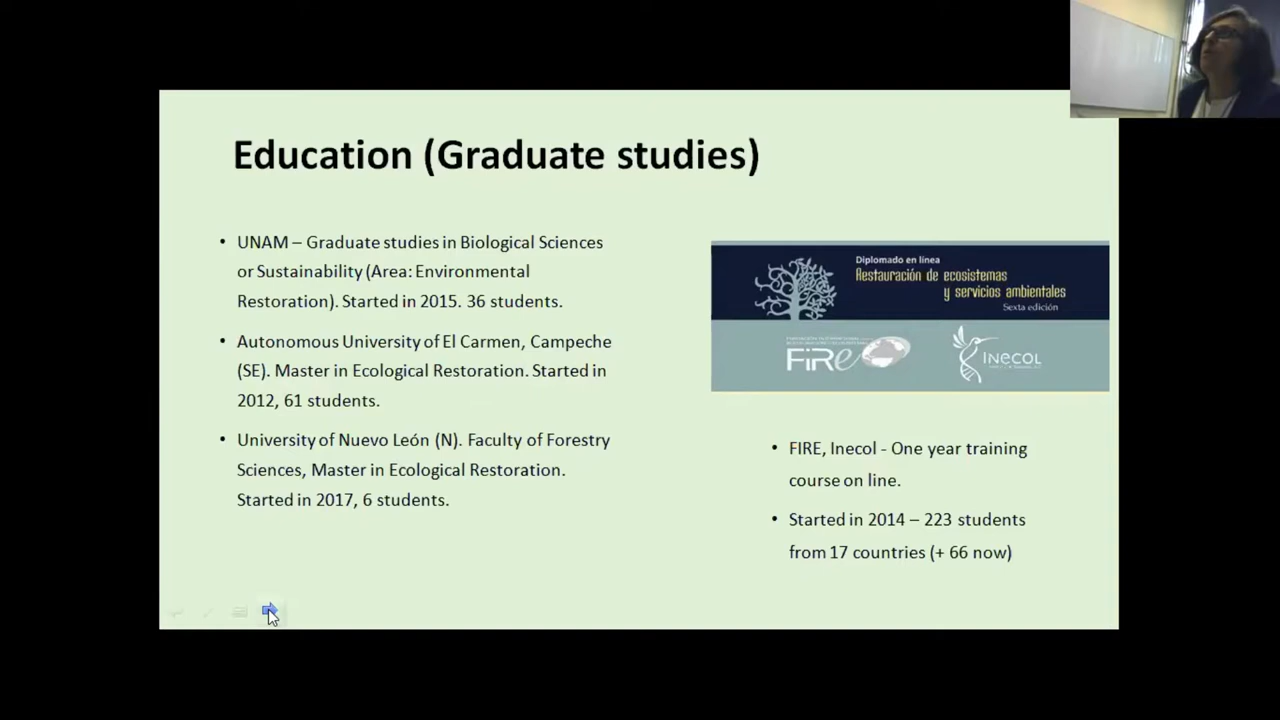 Education (Graduate studies)
• UNAM – Graduate studies in Biological Sciences
or Sustainability (Area: Environmental
Restoration). Started in 2015. 36 students.
• Autonomous University of El Carmen, Campeche
(SE). Master in Ecological Restoration. Started in
2012, 61 students.
• University of Nuevo León (N). Faculty of Forestry
Sciences, Master in Ecological Restoration.
Started in 2017, 6 students.
Diplomado en línea
Restauración de ecosistemas
y servicios ambientales
Sexta edición
FIRE
INECOL
• FIRE, Inecol - One year training
course on line.
• Started in 2014 – 223 students
from 17 countries (+ 66 now)